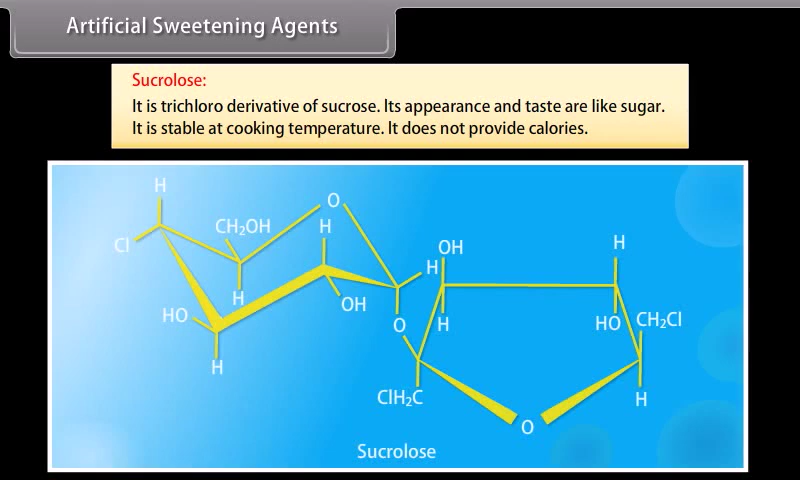 Artificial Sweetening Agents
Sucrolose:
It is trichloro derivative of sucrose. Its appearance and taste are like sugar.
It is stable at cooking temperature. It does not provide calories.
H
O
Cl
CH₂OH
H
H
OH
H
H
HO
H
OH
O
H
HO
CH₂Cl
H
ClH₂C
H
O
Sucrolose